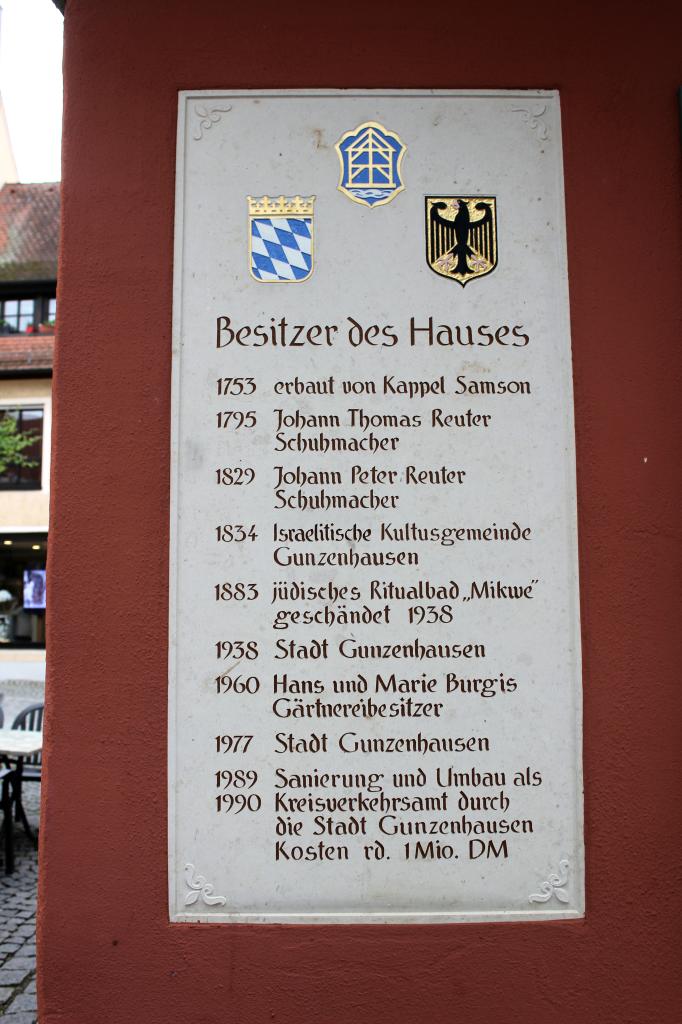 Besitzer des Hauses
1753 erbaut von Kappel Samson
1795 Johann Thomas Reuter
Schuhmacher
1829 Johann Peter Reuter
Schuhmacher
1834 Israelitische Kultusgemeinde
Gunzenhausen
1883 jüdisches Ritualbad „Mikwe"
geschändet 1938
1938 Stadt Gunzenhausen
1960 Hans und Marie Burgis
Gärtnereibesitzer
1977 Stadt Gunzenhausen
1989 Sanierung und Umbau als
1990 Kreisverkehrsamt durch
die Stadt Gunzenhausen
Kosten rd. 1 Mio. DM